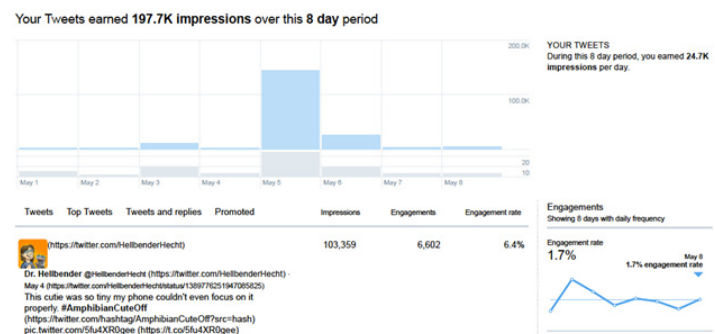 Your Tweets earned 197.7K impressions over this 8 day period
200.0K
100.0K
20
10
May 1 May 2 May 3 May 4 May 5 May 6 May 7 May 8
YOUR TWEETS
During this 8 day period, you earned 24.7K
impressions per day.
Tweets Top Tweets Tweets and replies Promoted Impressions Engagements Engagement rate
(https://twitter.com/HellbenderHecht) 103,359 6,602 6.4%
Dr. Hellbender @HellbenderHecht (https://twitter.com/HellbenderHecht) ·
May 4 (https://twitter.com/HellbenderHecht/status/1389776251947085825)
This cutie was so tiny my phone couldn't even focus on it
properly. #AmphibianCuteOff
(https://twitter.com/hashtag/AmphibianCuteOff?src=hash)
pic.twitter.com/5fu4XR0gee (https://t.co/5fu4XR0gee)
Engagements
Showing 8 days with daily frequency
Engagement rate
1.7%
May 8
1.7% engagement rate